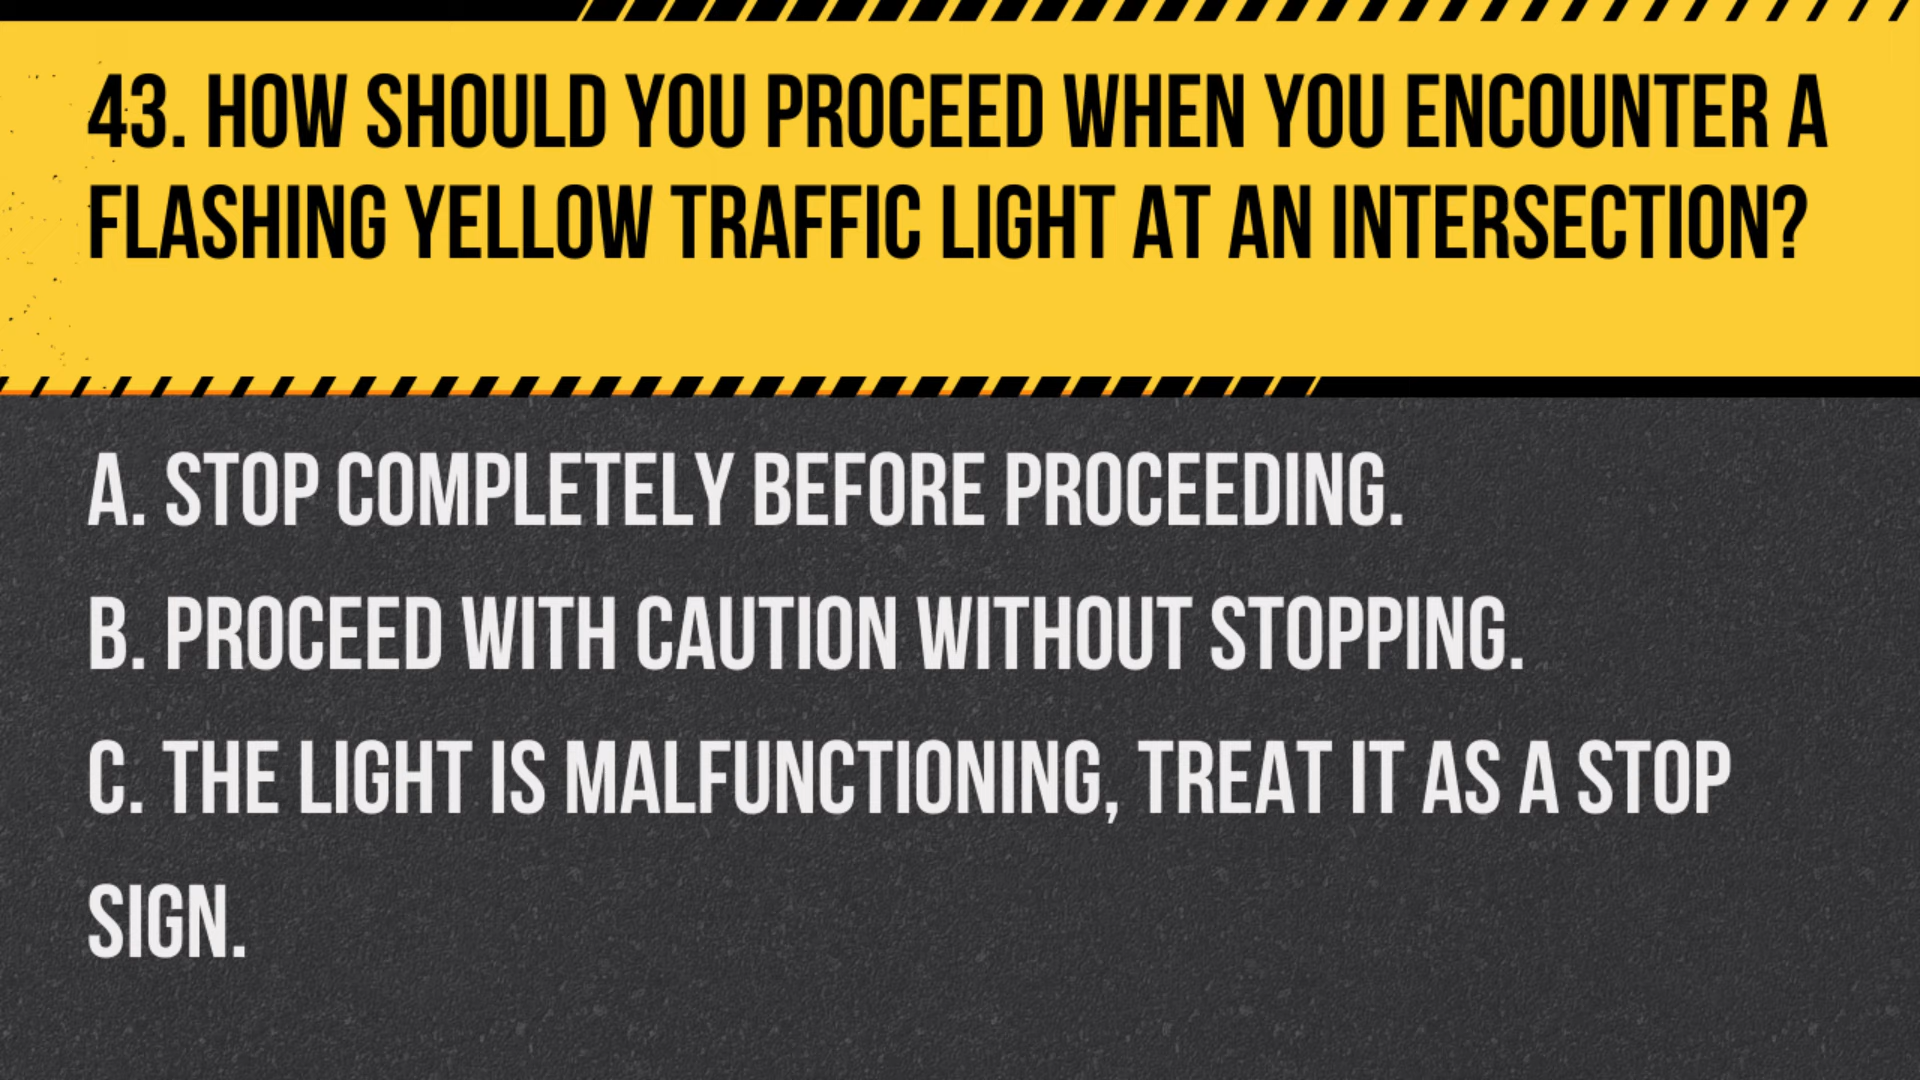 43. HOW SHOULD YOU PROCEED WHEN YOU ENCOUNTER A
FLASHING YELLOW TRAFFIC LIGHT AT AN INTERSECTION?
A. STOP COMPLETELY BEFORE PROCEEDING.
B. PROCEED WITH CAUTION WITHOUT STOPPING.
C. THE LIGHT IS MALFUNCTIONING, TREAT IT AS A STOP
SIGN.